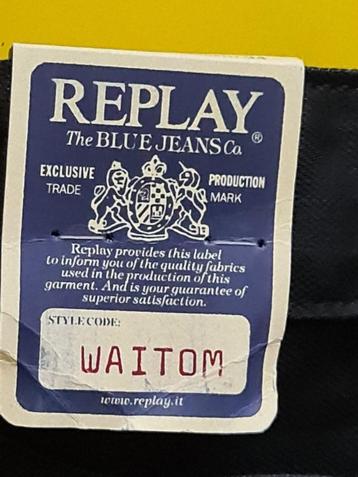 REPLAY®
The BLUE JEANS Co.
EXCLUSIVE PRODUCTION
TRADE MARK
Replay provides this label
to inform you of the quality fabrics
used in the production of this
garment. And is your guarantee of
superior satisfaction.
STYLE CODE:
WAITOM
www.replay.it